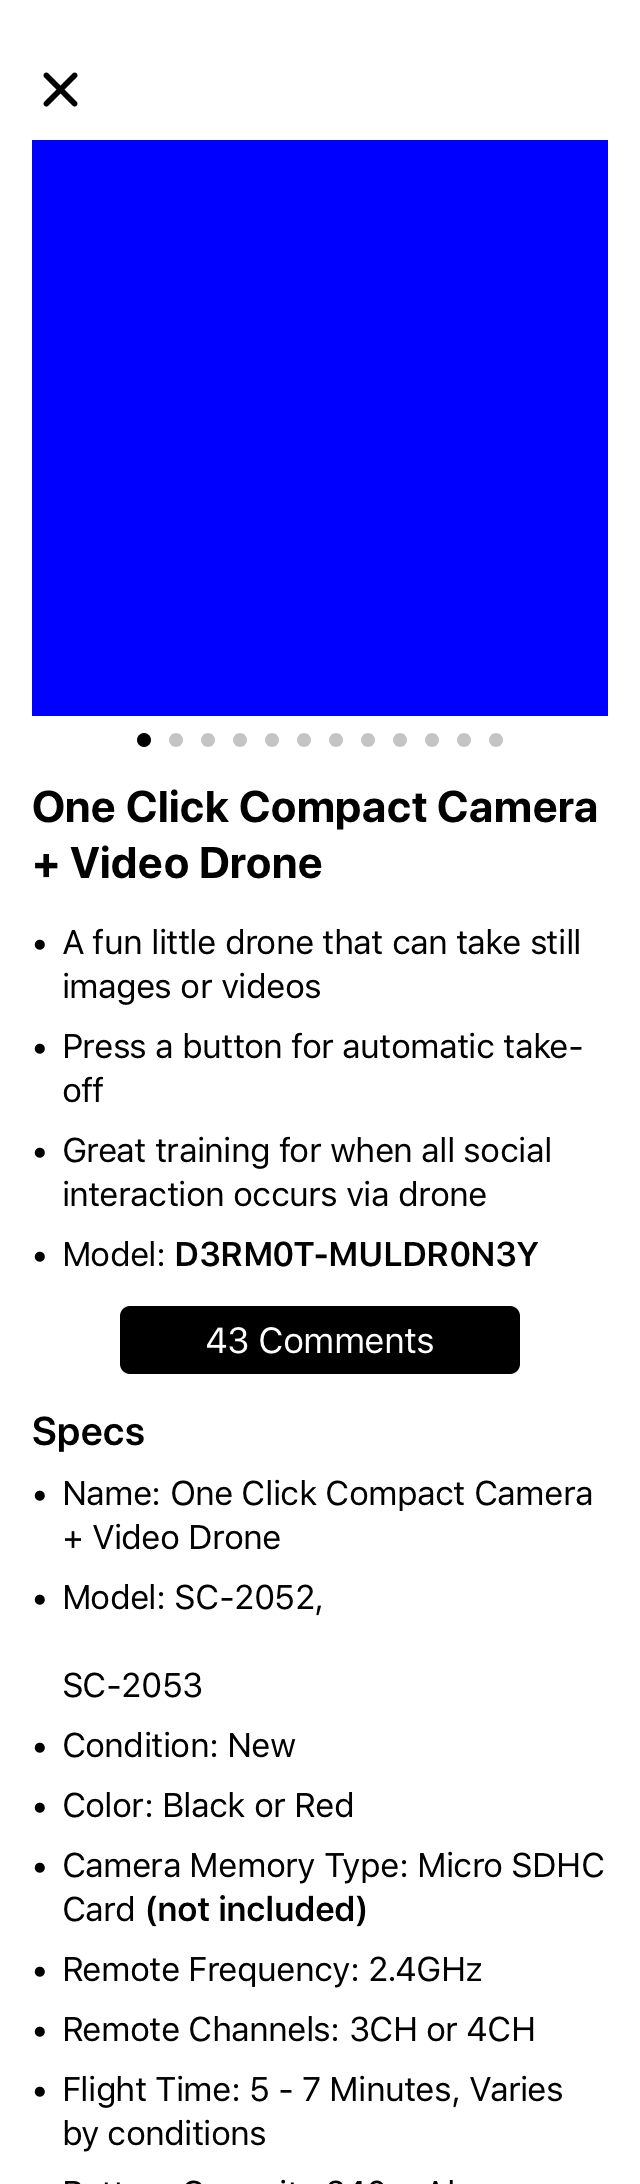 One Click Compact Camera
+ Video Drone
• A fun little drone that can take still
images or videos
• Press a button for automatic take-
off
• Great training for when all social
interaction occurs via drone
• Model: D3RM0T-MULDR0N3Y
43 Comments
Specs
• Name: One Click Compact Camera
+ Video Drone
• Model: SC-2052,
SC-2053
• Condition: New
• Color: Black or Red
• Camera Memory Type: Micro SDHC
Card (not included)
• Remote Frequency: 2.4GHz
• Remote Channels: 3CH or 4CH
• Flight Time: 5 - 7 Minutes, Varies
by conditions